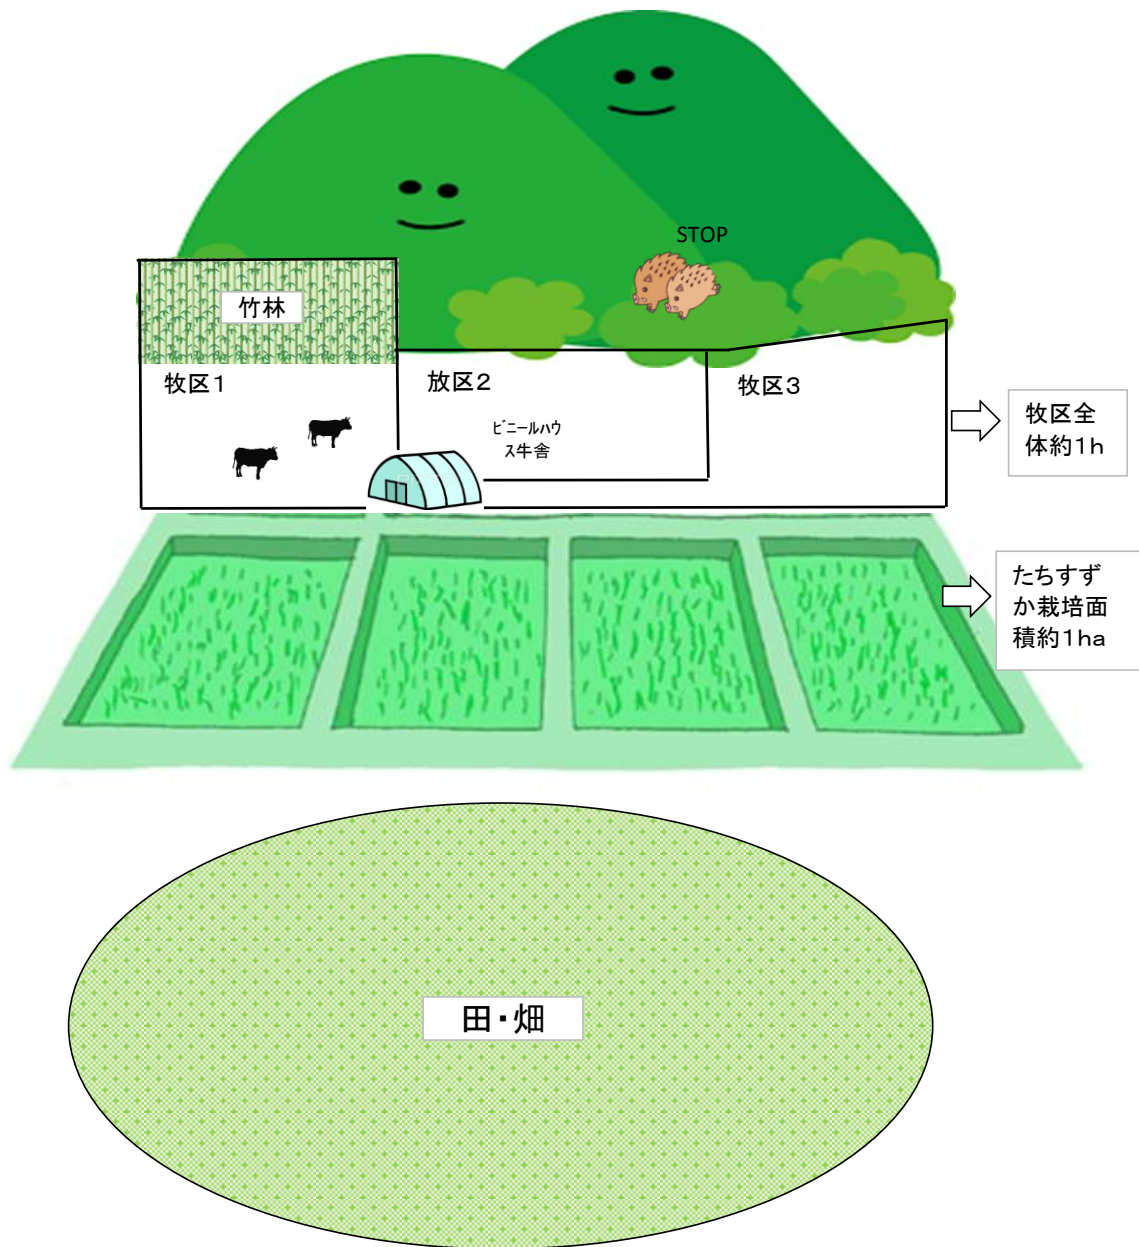 STOP
竹林
牧区1
放区2
牧区3
ﾋﾞﾆｰﾙﾊｳ
ス牛舎
牧区全
体約1h
たちすず
か栽培面
積約1ha
田・畑